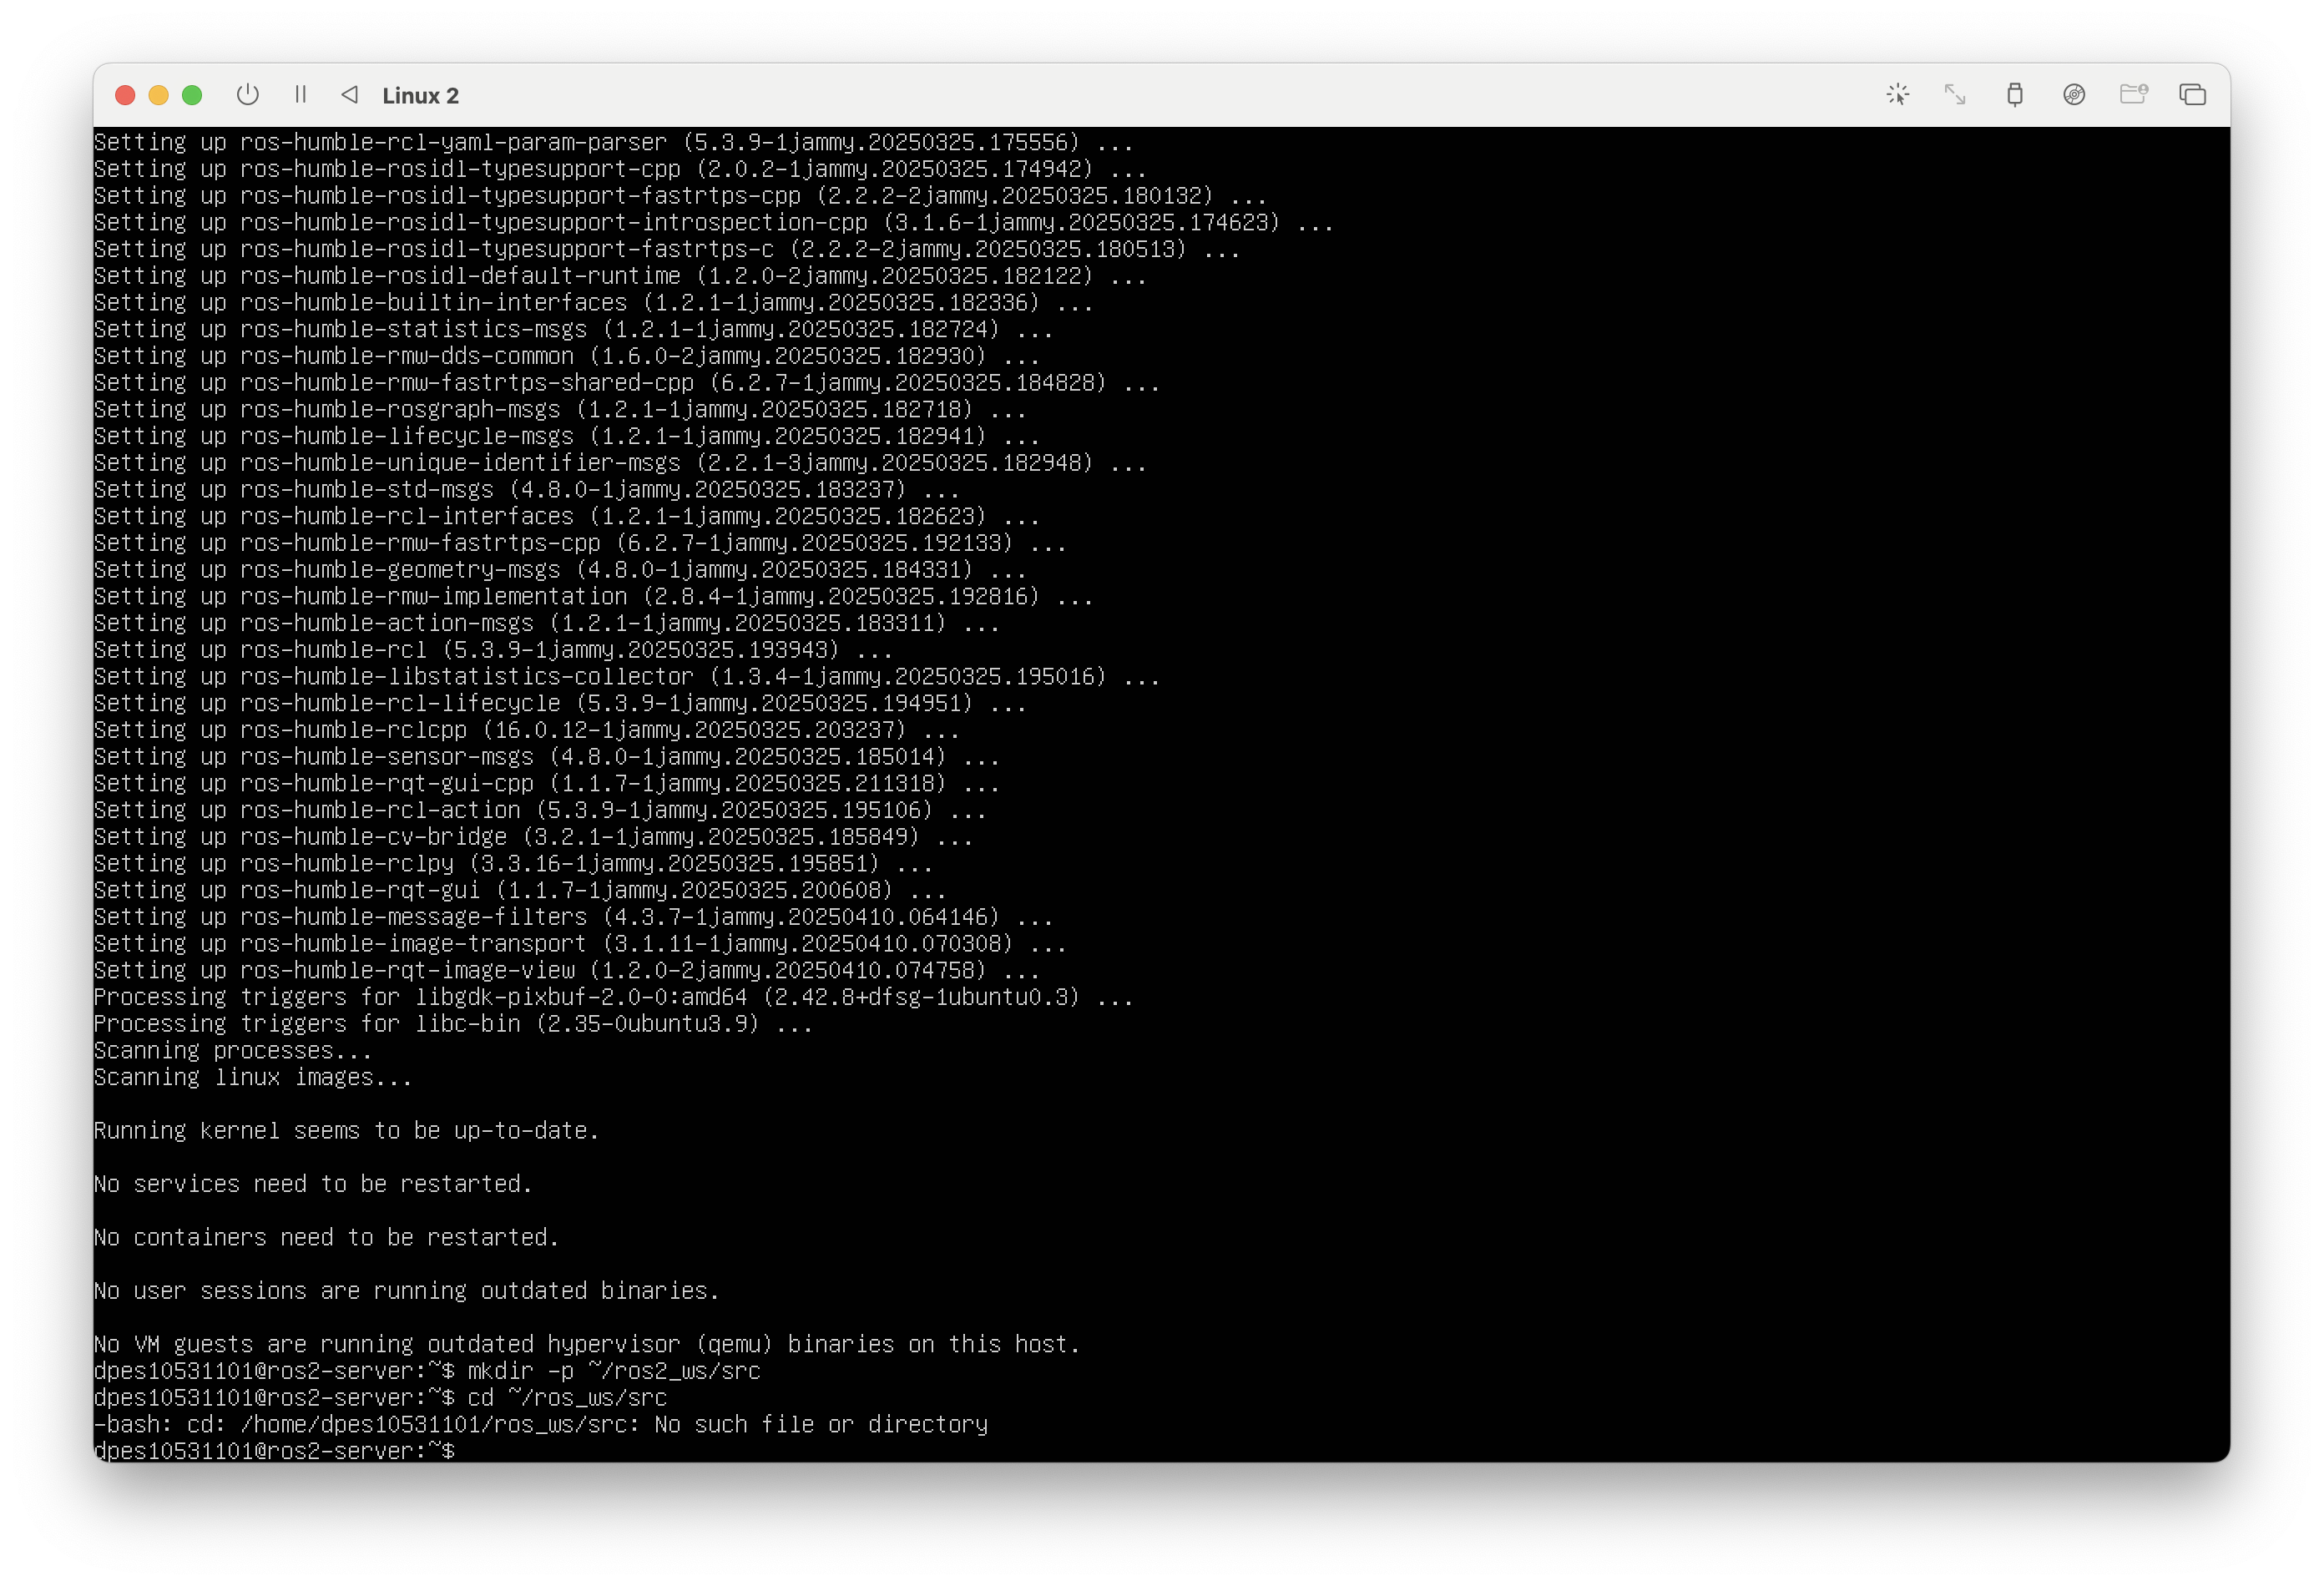 Linux 2
Setting up ros-humble-rcl-yaml-param-parser (5.3.9-1jammy.20250325.175556) ...
Setting up ros-humble-rosidl-typesupport-cpp (2.0.2-1jammy.20250325.174942) ...
Setting up ros-humble-rosidl-typesupport-fastrtps-cpp (2.2.2-2jammy.20250325.180132) ...
Setting up ros-humble-rosidl-typesupport-introspection-cpp (3.1.6-1jammy.20250325.174623) ...
Setting up ros-humble-rosidl-typesupport-fastrtps-c (2.2.2-2jammy.20250325.180513) ...
Setting up ros-humble-rosidl-default-runtime (1.2.0-2jammy.20250325.182122) ...
Setting up ros-humble-builtin-interfaces (1.2.1-1jammy.20250325.182336) ...
Setting up ros-humble-statistics-msgs (1.2.1-1jammy.20250325.182724) ...
Setting up ros-humble-rmw-dds-common (1.6.0-2jammy.20250325.182930) ...
Setting up ros-humble-rmw-fastrtps-shared-cpp (6.2.7-1jammy.20250325.184828) ...
Setting up ros-humble-rosgraph-msgs (1.2.1-1jammy.20250325.182718) ...
Setting up ros-humble-lifecycle-msgs (1.2.1-1jammy.20250325.182941) ...
Setting up ros-humble-unique-identifier-msgs (2.2.1-3jammy.20250325.182948) ...
Setting up ros-humble-std-msgs (4.8.0-1jammy.20250325.183237) ...
Setting up ros-humble-rcl-interfaces (1.2.1-1jammy.20250325.182623) ...
Setting up ros-humble-rmw-fastrtps-cpp (6.2.7-1jammy.20250325.192133) ...
Setting up ros-humble-geometry-msgs (4.8.0-1jammy.20250325.184331) ...
Setting up ros-humble-rmw-implementation (2.8.4-1jammy.20250325.192816) ...
Setting up ros-humble-action-msgs (1.2.1-1jammy.20250325.183311) ...
Setting up ros-humble-rcl (5.3.9-1jammy.20250325.193943) ...
Setting up ros-humble-libstatistics-collector (1.3.4-1jammy.20250325.195016) ...
Setting up ros-humble-rcl-lifecycle (5.3.9-1jammy.20250325.194951) ...
Setting up ros-humble-rclcpp (16.0.12-1jammy.20250325.203237) ...
Setting up ros-humble-sensor-msgs (4.8.0-1jammy.20250325.185014) ...
Setting up ros-humble-rqt-gui-cpp (1.1.7-1jammy.20250325.211318) ...
Setting up ros-humble-rcl-action (5.3.9-1jammy.20250325.195106) ...
Setting up ros-humble-cv-bridge (3.2.1-1jammy.20250325.185849) ...
Setting up ros-humble-rclpy (3.3.16-1jammy.20250325.195851) ...
Setting up ros-humble-rqt-gui (1.1.7-1jammy.20250325.200608) ...
Setting up ros-humble-message-filters (4.3.7-1jammy.20250410.064146) ...
Setting up ros-humble-image-transport (3.1.11-1jammy.20250410.070308) ...
Setting up ros-humble-rqt-image-view (1.2.0-2jammy.20250410.074758) ...
Processing triggers for libgdk-pixbuf-2.0-0:amd64 (2.42.8+dfsg-1ubuntu0.3) ...
Processing triggers for libc-bin (2.35-0ubuntu3.9) ...
Scanning processes...
Scanning linux images...
Running kernel seems to be up-to-date.
No services need to be restarted.
No containers need to be restarted.
No user sessions are running outdated binaries.
No VM guests are running outdated hypervisor (qemu) binaries on this host.
dpes10531101@ros2-server:~$ mkdir -p ~/ros2_ws/src
dpes10531101@ros2-server:~$ cd ~/ros_ws/src
-bash: cd: /home/dpes10531101/ros_ws/src: No such file or directory
dpes10531101@ros2-server:~$